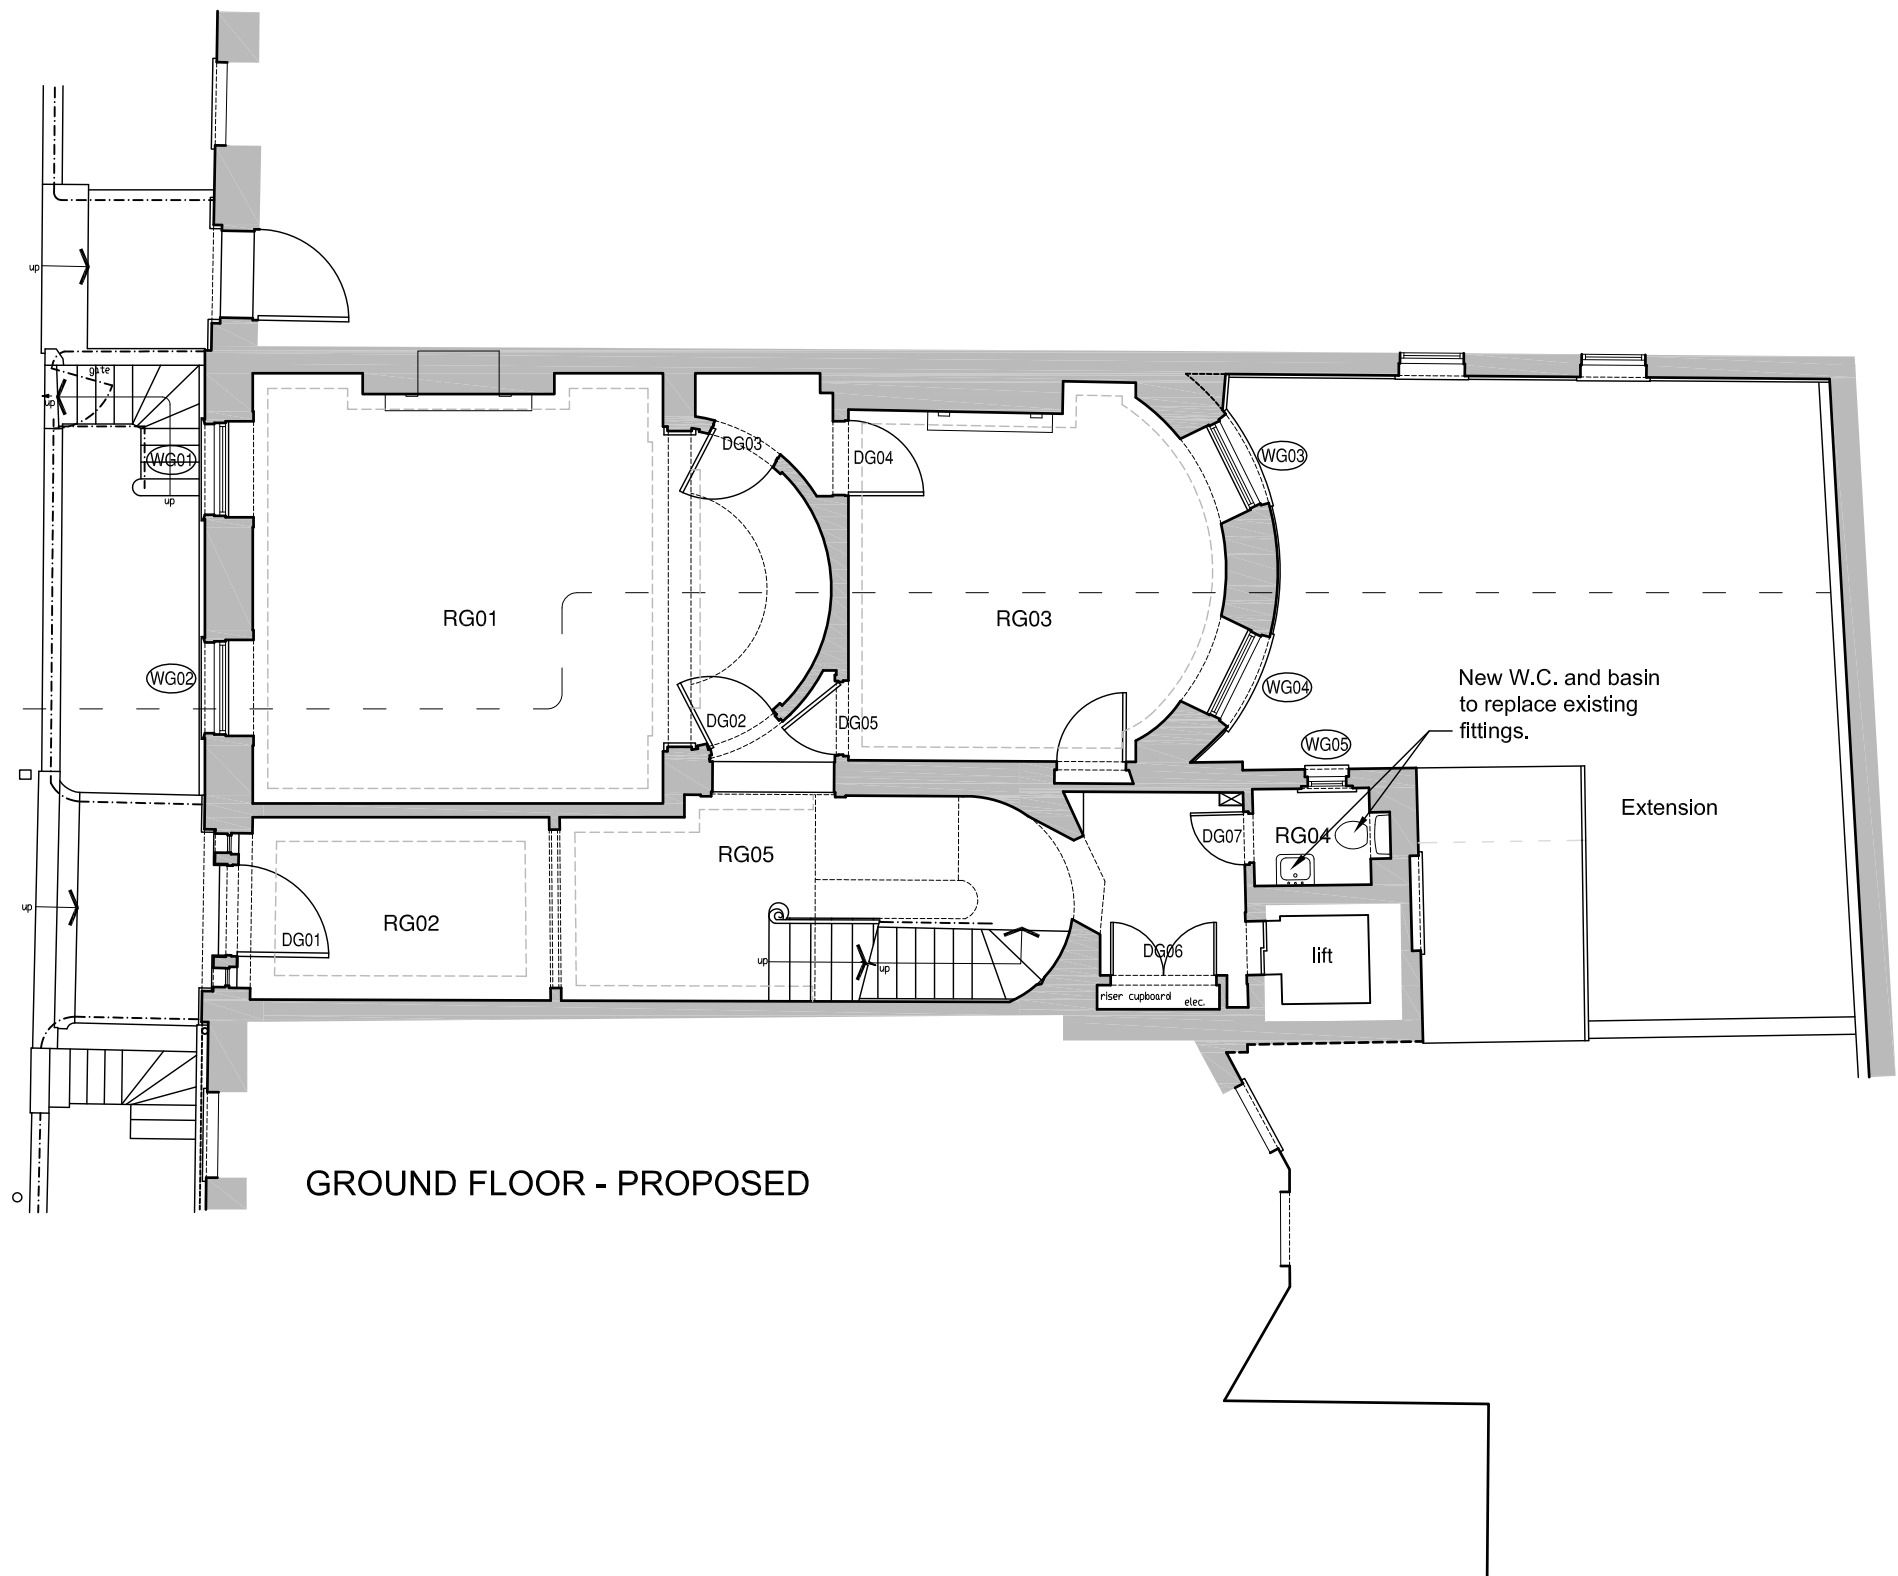 up
gate
up
WG01
up
DG03
DG04
WG03
RG01
RG03
WG02
WG04
New W.C. and basin
to replace existing
fittings.
DG02
DG05
WG05
Extension
DG07
RG04
RG05
up
RG02
DG01
DG06
lift
up
up
riser cupboard
elec.
GROUND FLOOR - PROPOSED